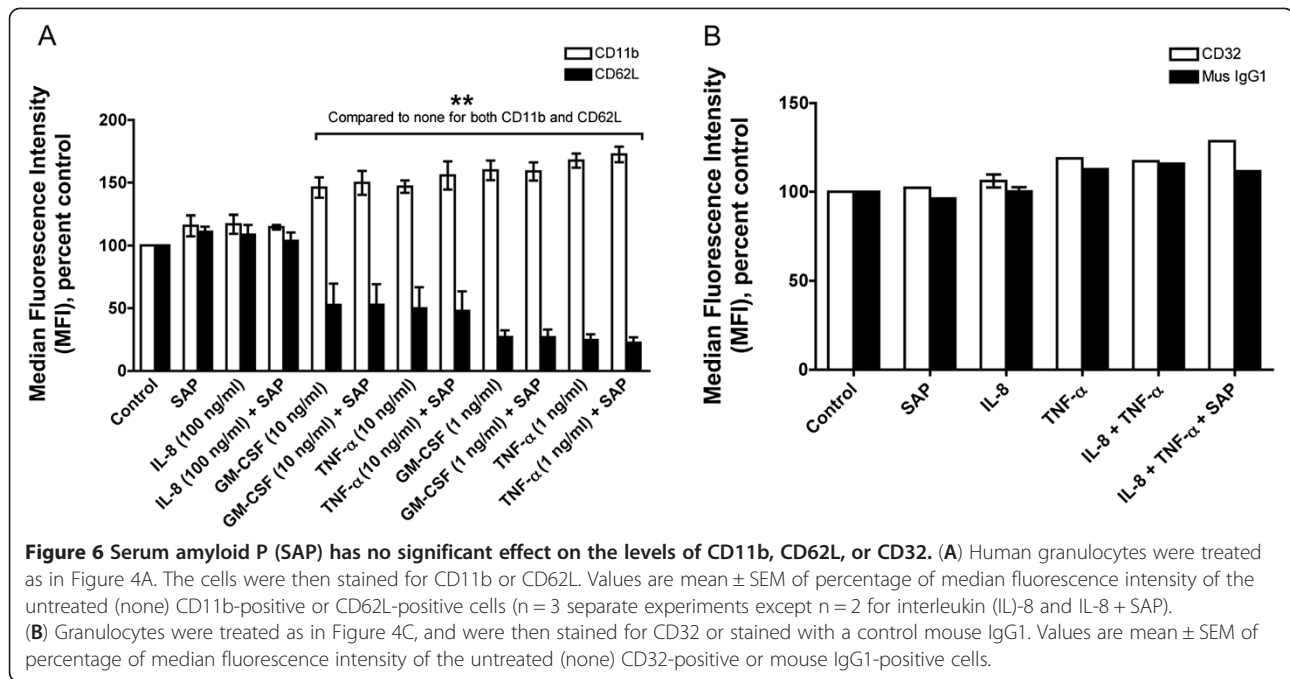 A
CD11b
CD62L
**
Compared to none for both CD11b and CD62L
Median Fluorescence Intensity
(MFI), percent control
200
150
100
50
0
Control
SAP
IL-8 (100 ng/ml)
IL-8 (100 ng/ml) + SAP
GM-CSF (10 ng/ml)
GM-CSF (10 ng/ml) + SAP
TNF-α (10 ng/ml)
TNF-α (10 ng/ml) + SAP
GM-CSF (1 ng/ml)
GM-CSF (1 ng/ml) + SAP
TNF-α (1 ng/ml)
TNF-α (1 ng/ml) + SAP
B
CD32
Mus IgG1
Median Fluorescence Intensity
(MFI), percent control
150
100
50
0
Control
SAP
IL-8
TNF-α
IL-8 + TNF-α
IL-8 + TNF-α + SAP
Figure 6 Serum amyloid P (SAP) has no significant effect on the levels of CD11b, CD62L, or CD32. (A) Human granulocytes were treated
as in Figure 4A. The cells were then stained for CD11b or CD62L. Values are mean ± SEM of percentage of median fluorescence intensity of the
untreated (none) CD11b-positive or CD62L-positive cells (n = 3 separate experiments except n = 2 for interleukin (IL)-8 and IL-8 + SAP).
(B) Granulocytes were treated as in Figure 4C, and were then stained for CD32 or stained with a control mouse IgG1. Values are mean ± SEM of
percentage of median fluorescence intensity of the untreated (none) CD32-positive or mouse IgG1-positive cells.